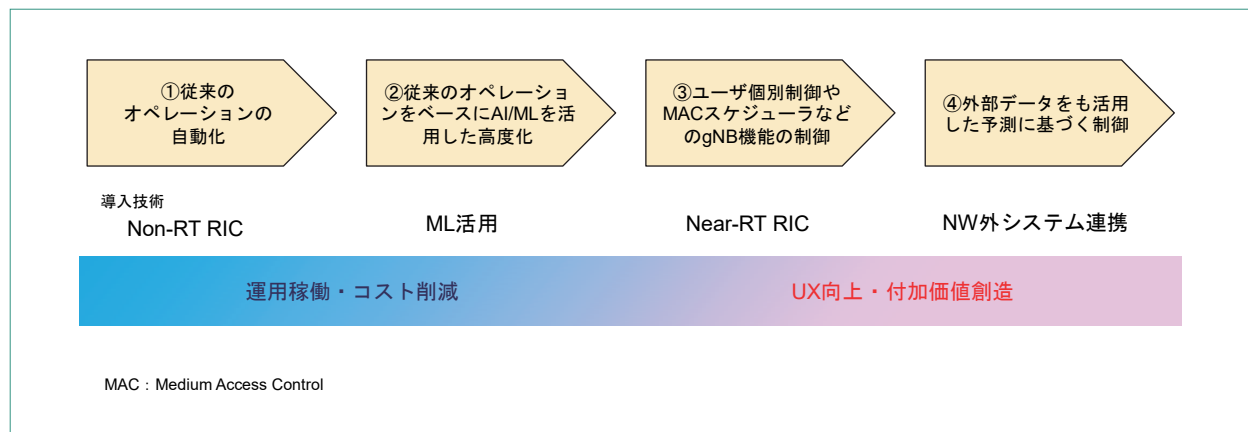 ①従来の
オペレーションの
自動化
②従来のオペレーショ
ンをベースにAI/MLを活
用した高度化
③ユーザ個別制御や
MACスケジューラなど
のgNB機能の制御
④外部データをも活用
した予測に基づく制御
導入技術
Non-RT RIC
ML活用
Near-RT RIC
NW外システム連携
運用稼働・コスト削減
UX向上・付加価値創造
MAC：Medium Access Control